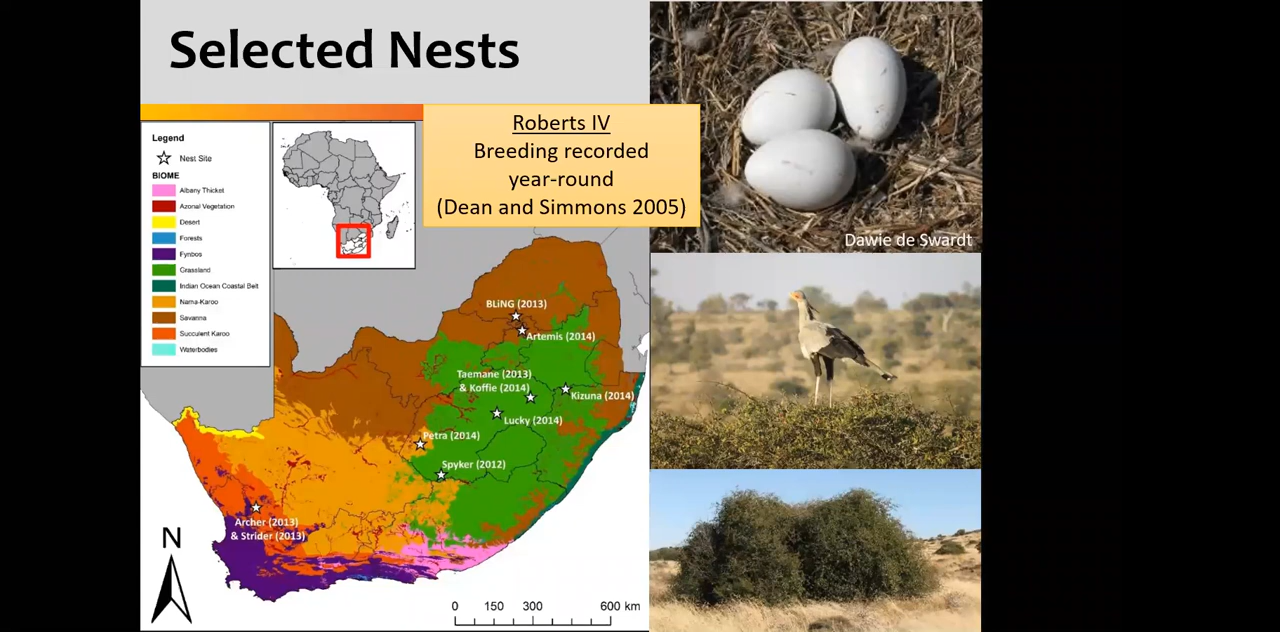 Selected Nests
Roberts IV
Breeding recorded
year-round
(Dean and Simmons 2005)
Dawie de Swardt
Legend
Nest Site
BIOME
Albany Thicket
Azonal Vegetation
Desert
Forests
Fynbos
Grassland
Indian Ocean Coastal Belt
Nama-Karoo
Savanna
Succulent Karoo
Waterbodies
BLiNG (2013)
Artemis (2014)
Taemane (2013)
& Koffie (2014)
Kizuna (2014)
Lucky (2014)
Petra (2014)
Spyker (2012)
Archer (2013)
& Strider (2013)
N
0 150 300 600 km